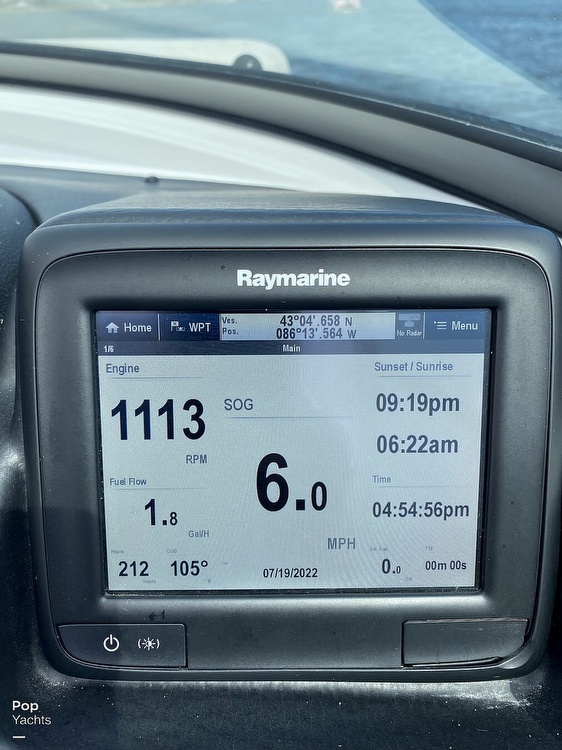 Raymarine
Home WPT Ves. 43°04'.658 N Menu
Pos. 086°13'.564 W No Radar
1/6 Main
Engine Sunset / Sunrise
1113 SOG 09:19pm
RPM 06:22am
Fuel Flow 6.0 Time
1.8 04:54:56pm
Gal/H MPH
Hours COG
212 105° 07/19/2022 0.0 00m 00s
Pop
Yachts